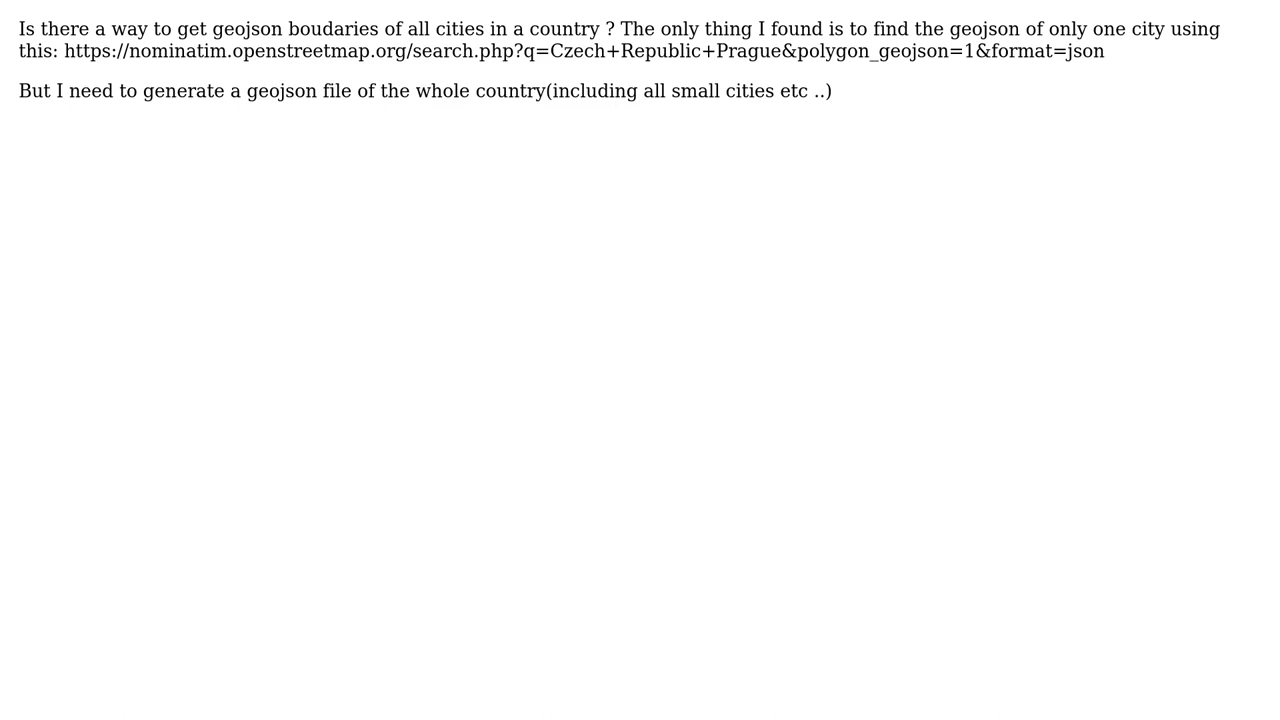 Is there a way to get geojson boudaries of all cities in a country ? The only thing I found is to find the geojson of only one city using
this: https://nominatim.openstreetmap.org/search.php?q=Czech+Republic+Prague&polygon_geojson=1&format=json
But I need to generate a geojson file of the whole country(including all small cities etc ..)